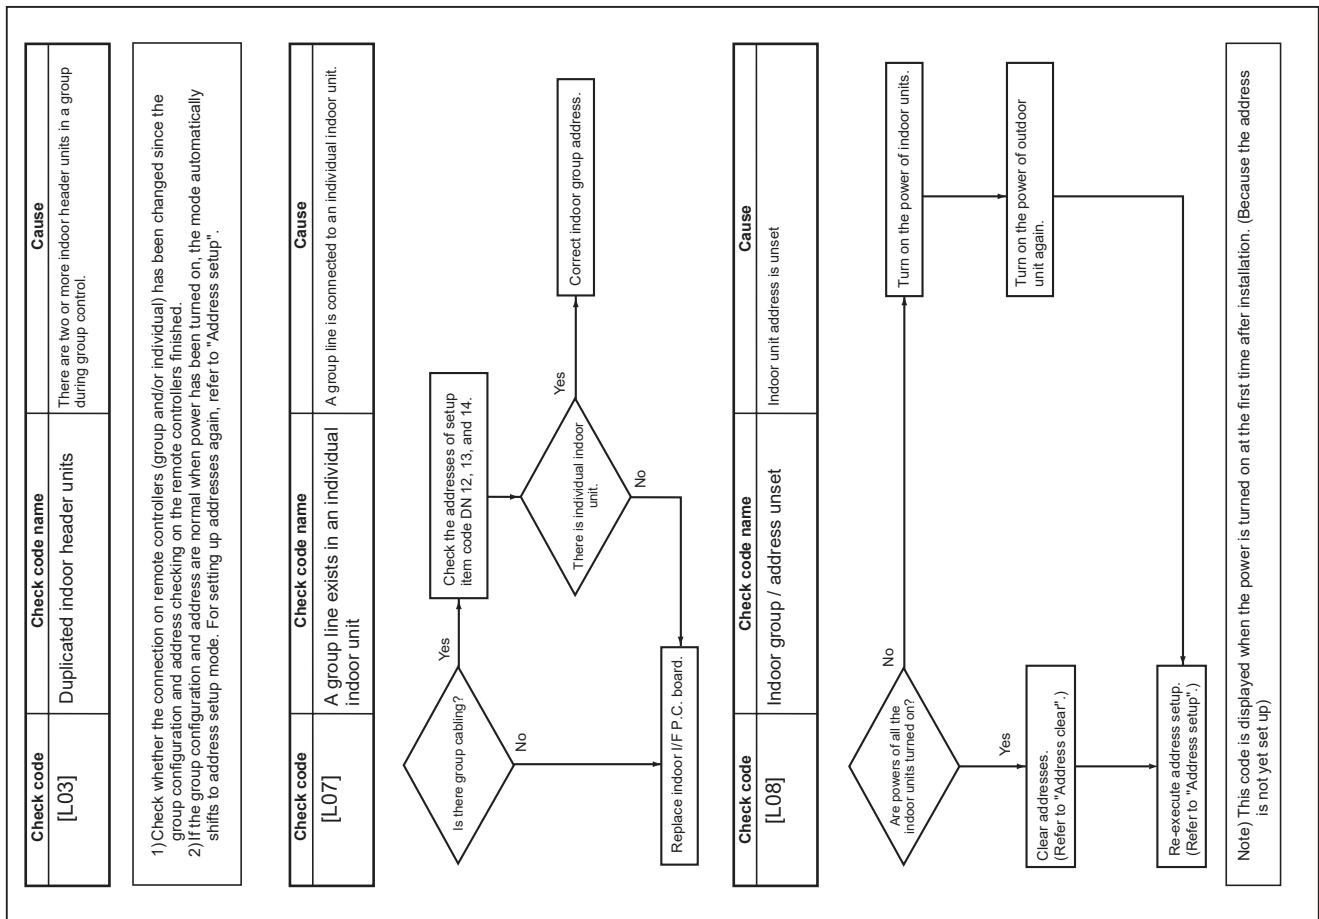 Check code
Check code name
Cause
[L03]
Duplicated indoor header units
There are two or more indoor header units in a group
during group control.
1)Check whether the connection on remote controllers (group and/or individual) has been changed since the
group configuration and address checking on the remote controllers finished.
2)If the group configuration and address are normal when power has been turned on, the mode automatically
shifts to address setup mode. For setting up addresses again, refer to "Address setup".
Check code
Check code name
Cause
[L07]
A group line exists in an individual
indoor unit
A group line is connected to an individual indoor unit.
Is there group cabling?
Yes
No
Check the addresses of setup
item code DN 12, 13, and 14.
There is individual indoor
unit.
Yes
No
Correct indoor group address.
Replace indoor I/F P.C. board.
Check code
Check code name
Cause
[L08]
Indoor group / address unset
Indoor unit address is unset
Are powers of all the
indoor units turned on?
No
Yes
Turn on the power of indoor units.
Turn on the power of outdoor
unit again.
Clear addresses.
(Refer to "Address clear".)
Re-execute address setup.
(Refer to "Address setup".)
Note) This code is displayed when the power is turned on at the first time after installation. (Because the address
is not yet set up)